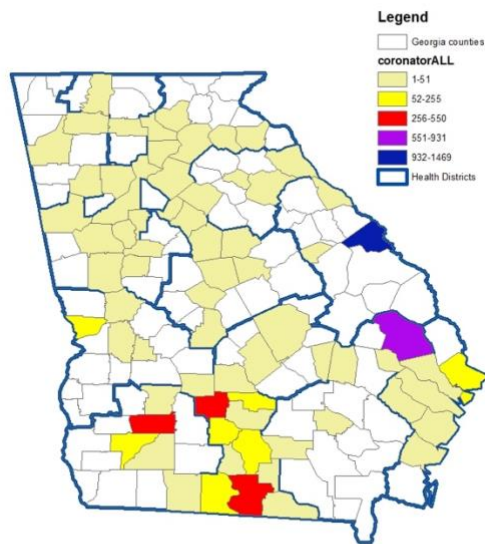 Legend
Georgia counties
coronatorALL
1-51
52-255
256-550
551-931
932-1469
Health Districts